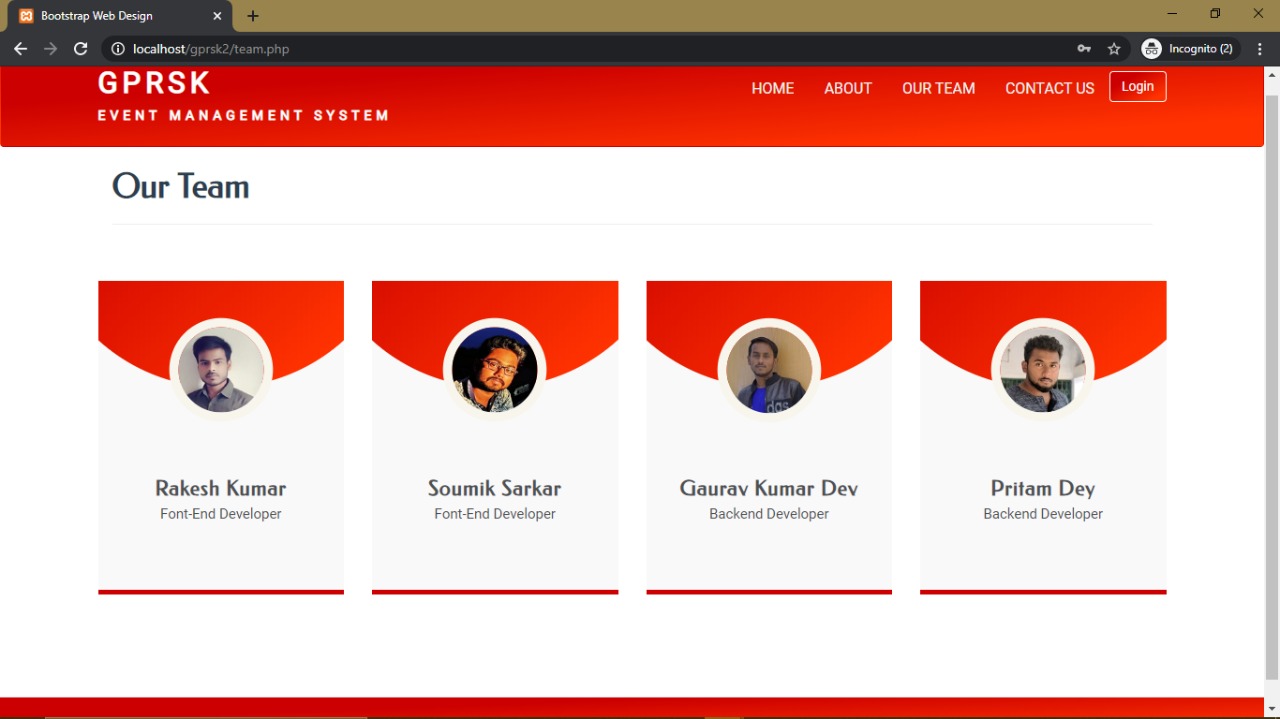 Bootstrap Web Design
localhost/gprsk2/team.php
Incognito (2)
GPRSK
EVENT MANAGEMENT SYSTEM
HOME
ABOUT
OUR TEAM
CONTACT US
Login
Our Team
Rakesh Kumar
Font-End Developer
Soumik Sarkar
Font-End Developer
Gaurav Kumar Dev
Backend Developer
Pritam Dey
Backend Developer